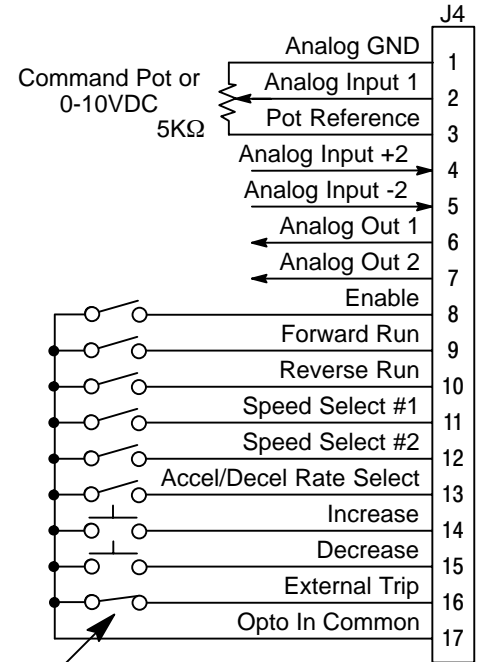 J4
Analog GND 1
Command Pot or
0-10VDC
5KΩ
Analog Input 1 2
Pot Reference 3
Analog Input +2 4
Analog Input -2 5
Analog Out 1 6
Analog Out 2 7
Enable 8
Forward Run 9
Reverse Run 10
Speed Select #1 11
Speed Select #2 12
Accel/Decel Rate Select 13
Increase 14
Decrease 15
External Trip 16
Opto In Common 17